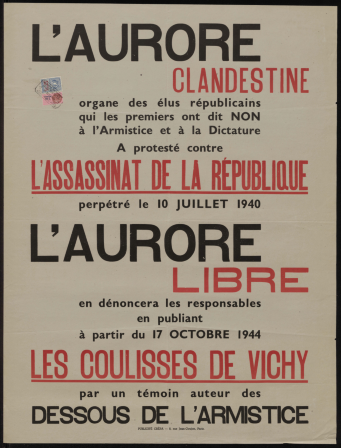 L'AURORE
CLANDESTINE
organe des élus républicains
qui les premiers ont dit NON
à l'Armistice et à la Dictature
A protesté contre
L'ASSASSINAT DE LA RÉPUBLIQUE
perpétré le 10 JUILLET 1940
L'AURORE
LIBRE
en dénoncera les responsables
en publiant
à partir du 17 OCTOBRE 1944
LES COULISSES DE VICHY
par un témoin auteur des
DESSOUS DE L'ARMISTICE